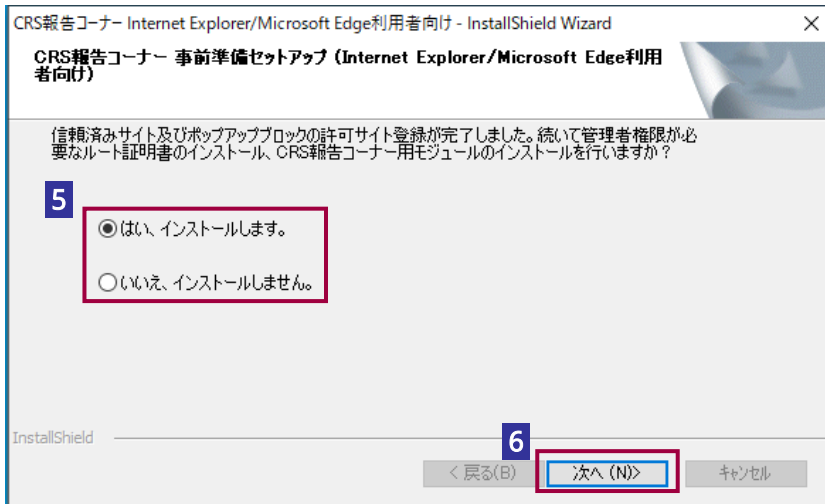 CRS報告コーナー Internet Explorer/Microsoft Edge利用者向け - InstallShield Wizard
CRS報告コーナー 事前準備セットアップ (Internet Explorer/Microsoft Edge利用
者向け)
信頼済みサイト及びポップアップブロックの許可サイト登録が完了しました。続いて管理者権限が必
要なルート証明書のインストール、CRS報告コーナー用モジュールのインストールを行いますか?
5
はい、インストールします。
いいえ、インストールしません。
InstallShield
6
< 戻る(B)
次へ (N)>
キャンセル